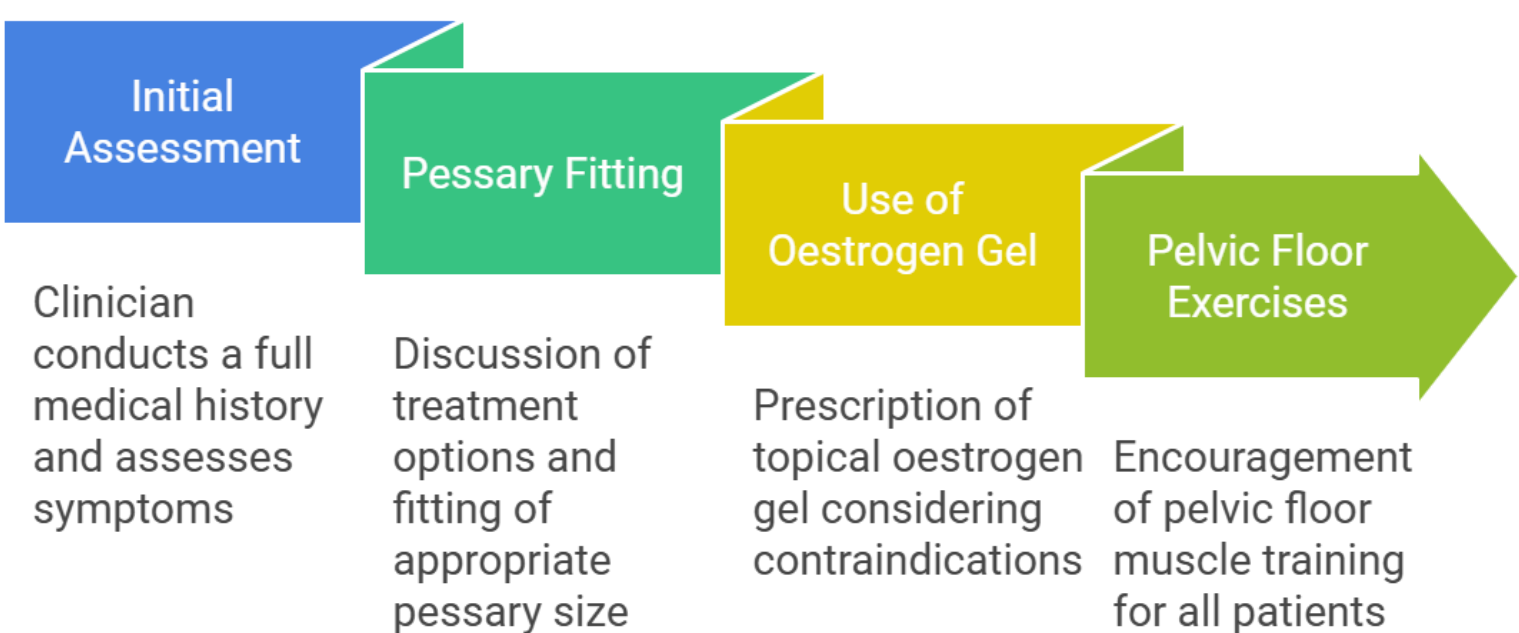 Initial
Assessment
Pessary Fitting
Use of
Oestrogen Gel
Pelvic Floor
Exercises
Clinician
conducts a full
medical history
and assesses
symptoms
Discussion of
treatment
options and
fitting of
appropriate
pessary size
Prescription of
topical oestrogen
gel considering
contraindications
Encouragement
of pelvic floor
muscle training
for all patients